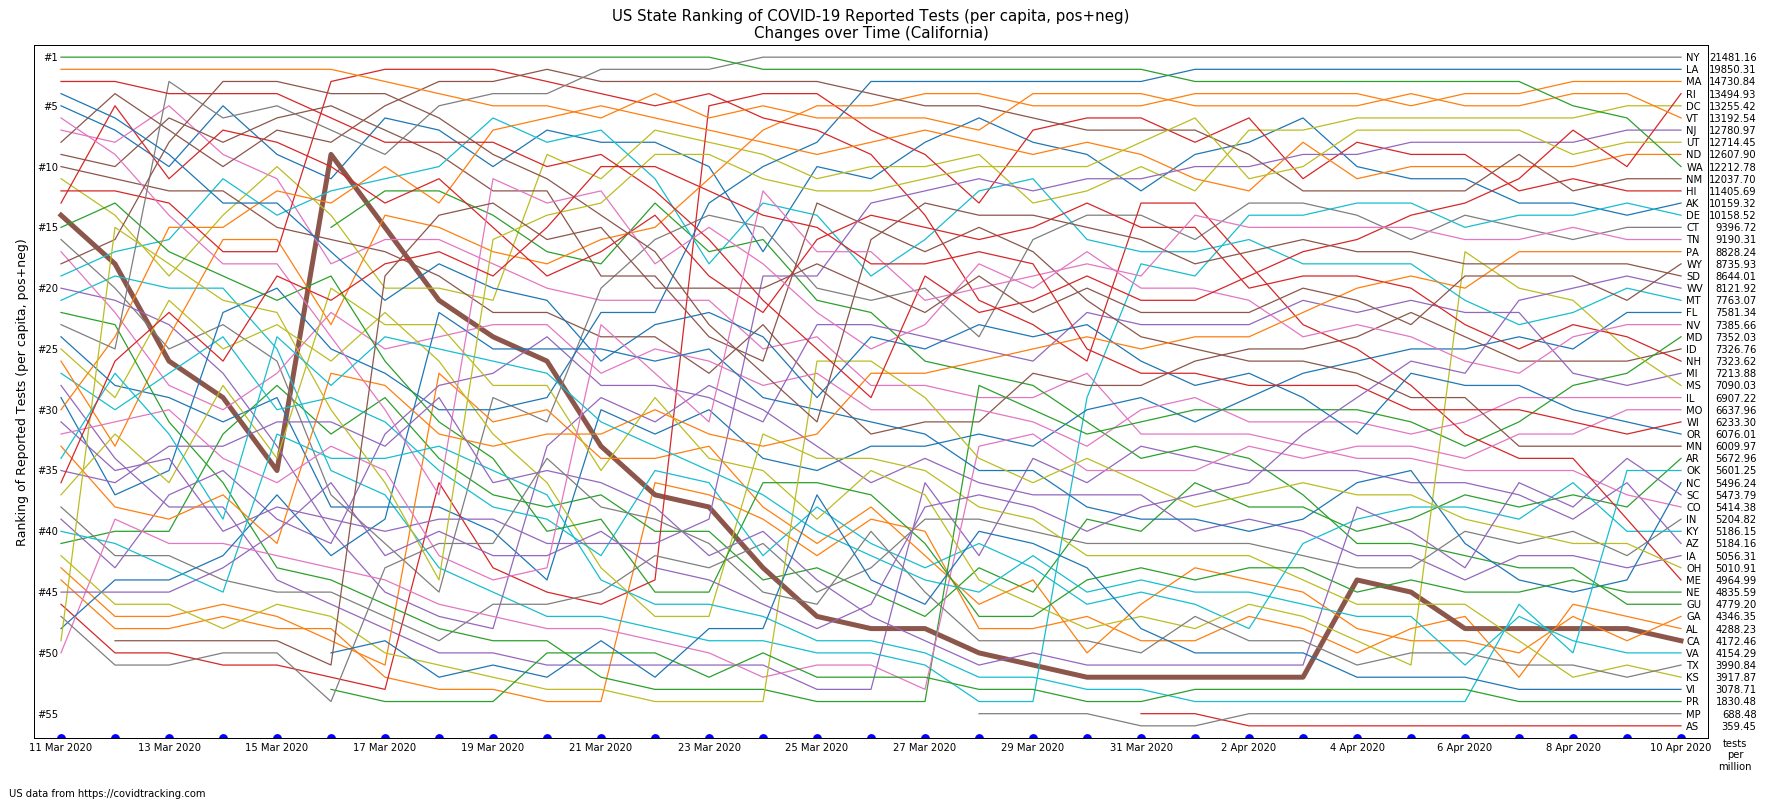 US State Ranking of COVID-19 Reported Tests (per capita, pos+neg)
Changes over Time (California)
Ranking of Reported Tests (per capita, pos+neg)
#1
#5
#10
#15
#20
#25
#30
#35
#40
#45
#50
#55
NY 21481.16
LA 19850.31
MA 14730.84
RI 13494.93
DC 13255.42
VT 13192.54
NJ 12780.97
UT 12714.45
ND 12607.90
WA 12212.78
NM 12037.70
HI 11405.69
AK 10159.32
DE 10158.52
CT 9396.72
TN 9190.31
PA 8828.24
WY 8735.93
SD 8644.01
WV 8121.92
MT 7763.07
FL 7581.34
NV 7385.66
MD 7352.03
ID 7326.76
NH 7323.62
MI 7213.88
MS 7090.03
IL 6907.22
MO 6637.96
WI 6233.30
OR 6076.01
MN 6009.97
AR 5672.96
OK 5601.25
NC 5496.24
SC 5473.79
CO 5414.38
IN 5204.82
KY 5186.15
AZ 5184.16
IA 5056.31
OH 5010.91
ME 4964.99
NE 4835.59
GU 4779.20
GA 4346.35
AL 4288.23
CA 4172.46
VA 4154.29
TX 3990.84
KS 3917.87
VI 3078.71
PR 1830.48
MP 688.48
AS 359.45
11 Mar 2020 13 Mar 2020 15 Mar 2020 17 Mar 2020 19 Mar 2020 21 Mar 2020 23 Mar 2020 25 Mar 2020 27 Mar 2020 29 Mar 2020 31 Mar 2020 2 Apr 2020 4 Apr 2020 6 Apr 2020 8 Apr 2020 10 Apr 2020
tests
per
million
US data from https://covidtracking.com